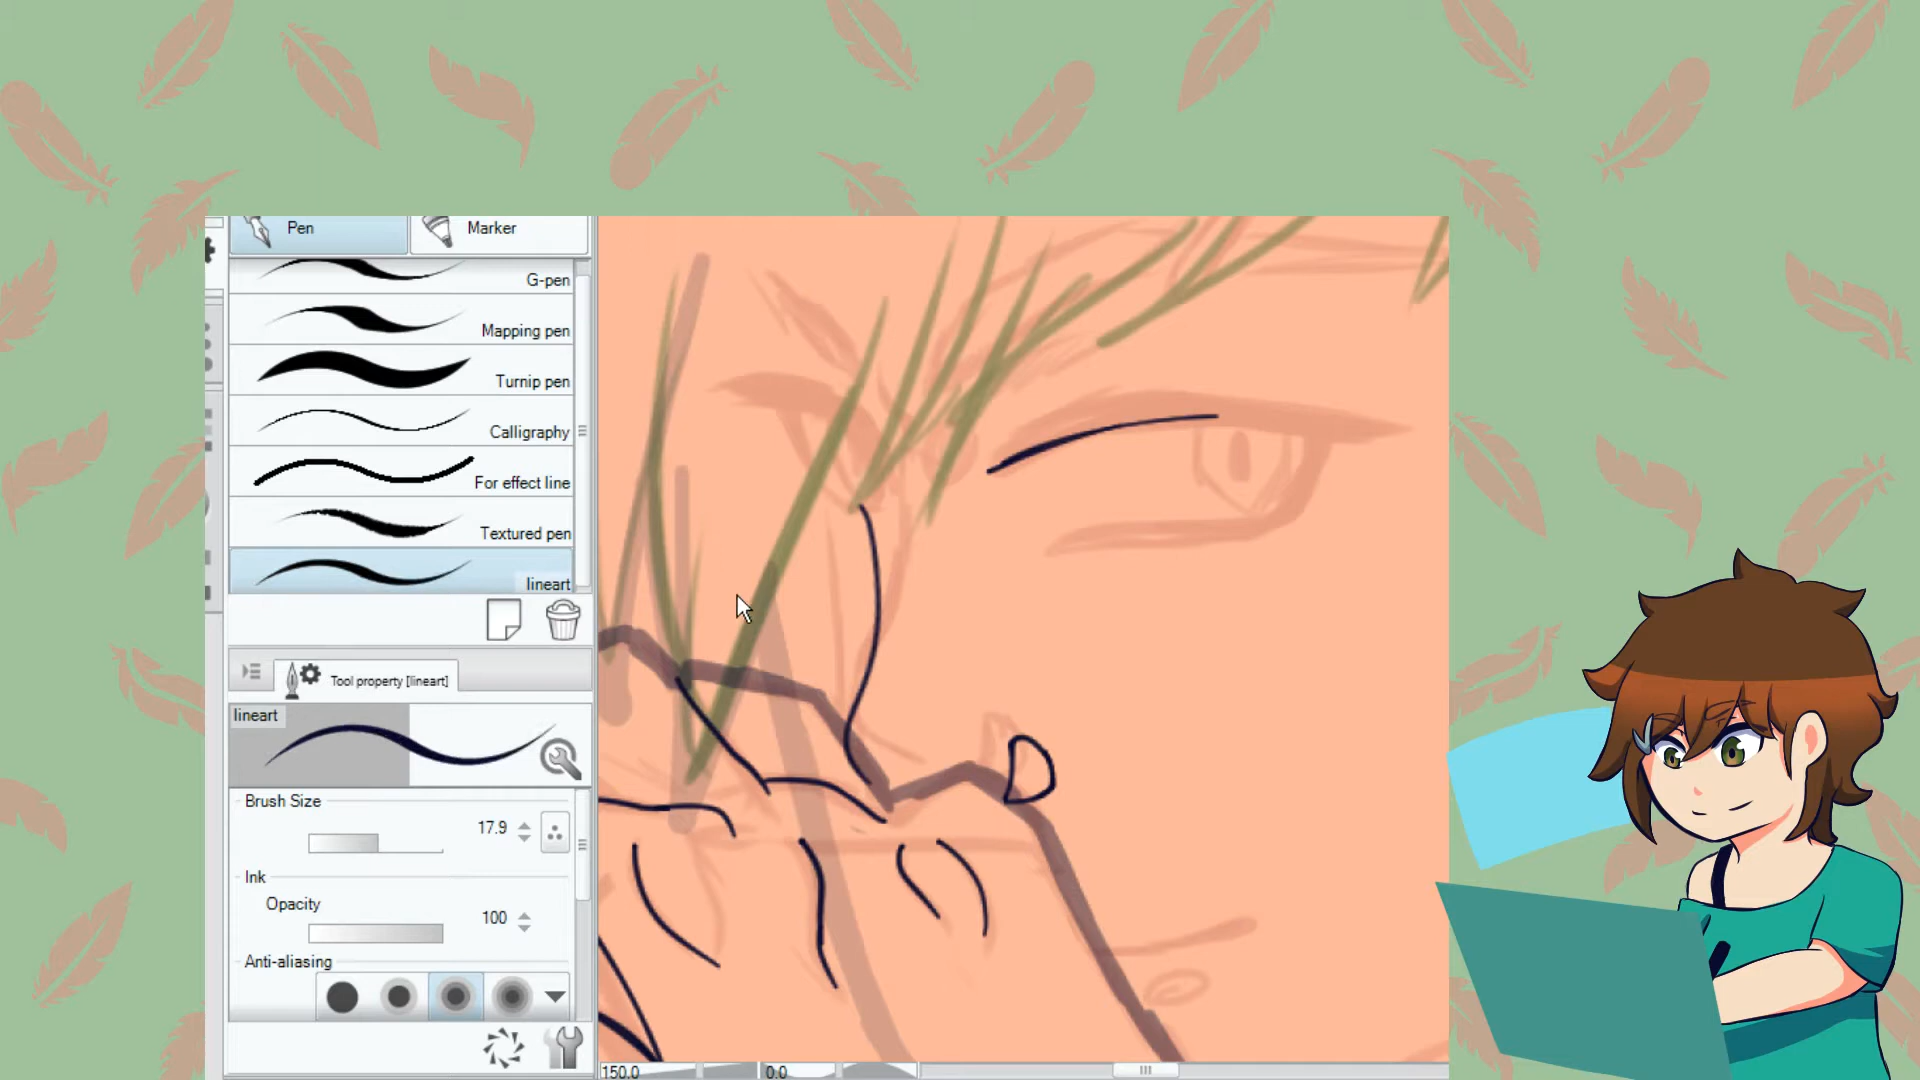 Pen
Marker
G-pen
Mapping pen
Turnip pen
Calligraphy
For effect line
Textured pen
lineart
Tool property [lineart]
lineart
Brush Size
17.9
Ink
Opacity
100
Anti-aliasing
150.0
0.0